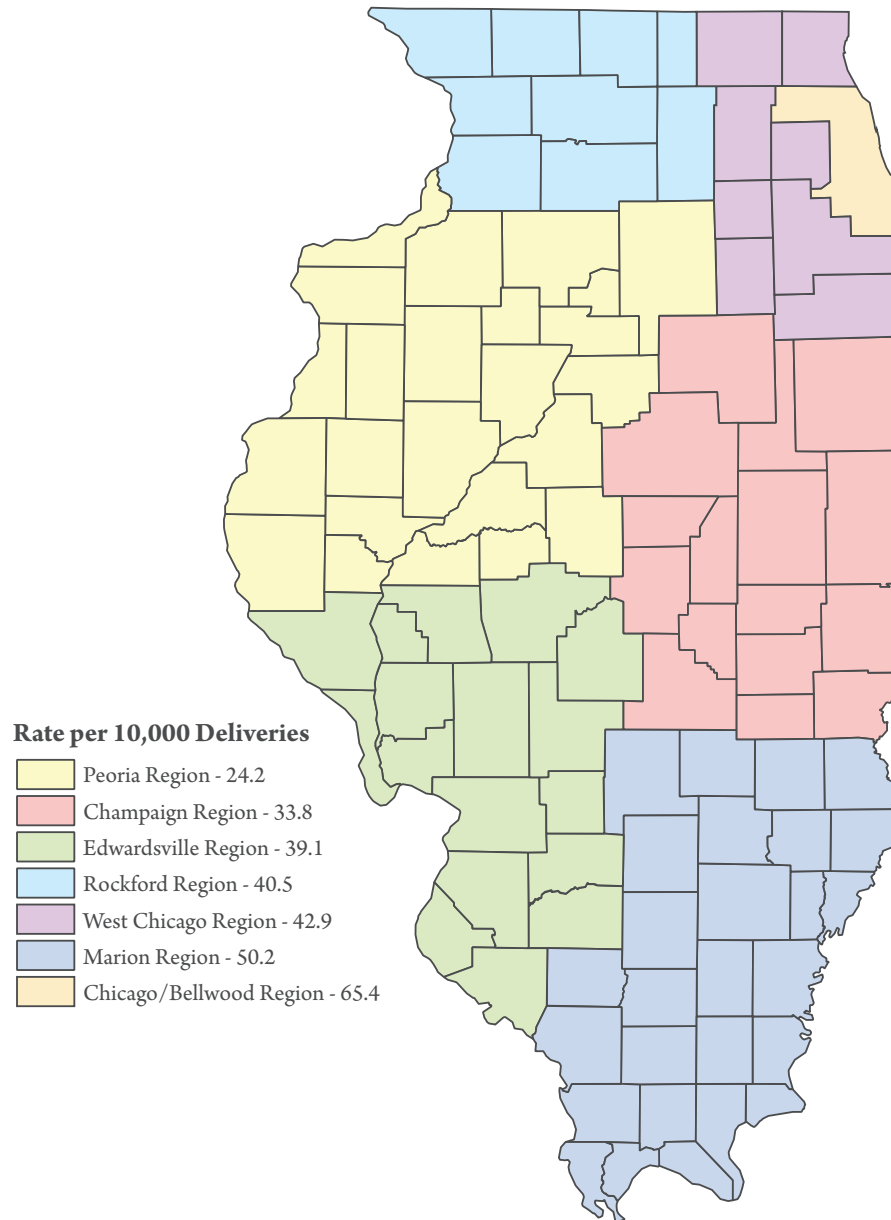 Rate per 10,000 Deliveries
Peoria Region - 24.2
Champaign Region - 33.8
Edwardsville Region - 39.1
Rockford Region - 40.5
West Chicago Region - 42.9
Marion Region - 50.2
Chicago/Bellwood Region - 65.4